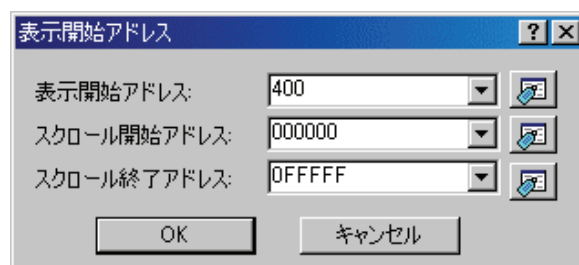 表示開始アドレス
表示開始アドレス: 400
スクロール開始アドレス: 000000
スクロール終了アドレス: 0FFFFF
OK キャンセル